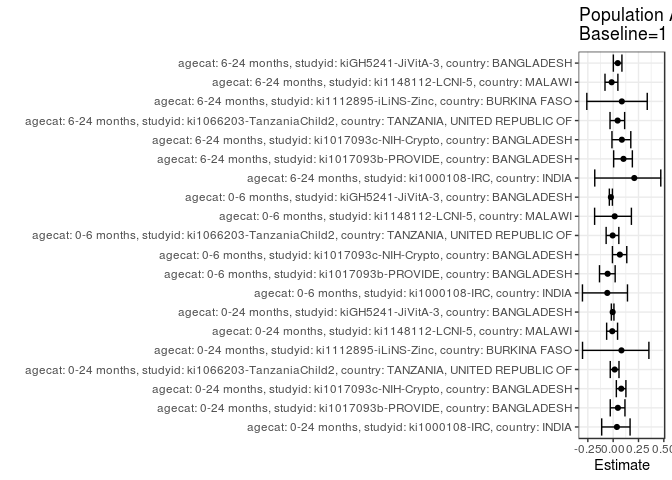 Population
Baseline=1
agecat: 6-24 months, studyid: kiGH5241-JiVitA-3, country: BANGLADESH
agecat: 6-24 months, studyid: ki1148112-LCNI-5, country: MALAWI
agecat: 6-24 months, studyid: ki1112895-iLiNS-Zinc, country: BURKINA FASO
agecat: 6-24 months, studyid: ki1066203-TanzaniaChild2, country: TANZANIA, UNITED REPUBLIC OF
agecat: 6-24 months, studyid: ki1017093c-NIH-Crypto, country: BANGLADESH
agecat: 6-24 months, studyid: ki1017093b-PROVIDE, country: BANGLADESH
agecat: 6-24 months, studyid: ki1000108-IRC, country: INDIA
agecat: 0-6 months, studyid: kiGH5241-JiVitA-3, country: BANGLADESH
agecat: 0-6 months, studyid: ki1148112-LCNI-5, country: MALAWI
agecat: 0-6 months, studyid: ki1066203-TanzaniaChild2, country: TANZANIA, UNITED REPUBLIC OF
agecat: 0-6 months, studyid: ki1017093c-NIH-Crypto, country: BANGLADESH
agecat: 0-6 months, studyid: ki1017093b-PROVIDE, country: BANGLADESH
agecat: 0-6 months, studyid: ki1000108-IRC, country: INDIA
agecat: 0-24 months, studyid: kiGH5241-JiVitA-3, country: BANGLADESH
agecat: 0-24 months, studyid: ki1148112-LCNI-5, country: MALAWI
agecat: 0-24 months, studyid: ki1112895-iLiNS-Zinc, country: BURKINA FASO
agecat: 0-24 months, studyid: ki1066203-TanzaniaChild2, country: TANZANIA, UNITED REPUBLIC OF
agecat: 0-24 months, studyid: ki1017093c-NIH-Crypto, country: BANGLADESH
agecat: 0-24 months, studyid: ki1017093b-PROVIDE, country: BANGLADESH
agecat: 0-24 months, studyid: ki1000108-IRC, country: INDIA
-0.25 0.00 0.25 0.50
Estimate